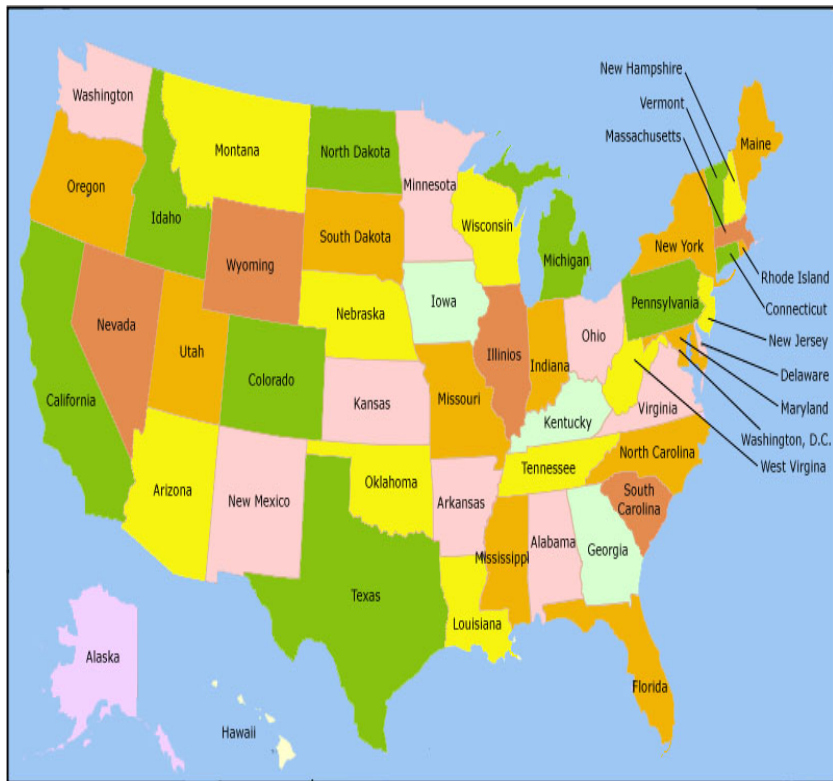 New Hampshire
Vermont
Massachusetts
Washington
Montana
North Dakota
Minnesota
Maine
Oregon
Idaho
Wisconsin
South Dakota
New York
Wyoming
Michigan
Rhode Island
Iowa
Pennsylvania
Connecticut
Nebraska
Nevada
Utah
Illinios
Indiana
Ohio
New Jersey
Colorado
Delaware
California
Kansas
Missouri
Virginia
Maryland
Kentucky
Washington, D.C.
North Carolina
West Virgina
Tennessee
Oklahoma
Arizona
New Mexico
Arkansas
South
Carolina
Alabama
Georgia
Mississippi
Texas
Louisiana
Alaska
Florida
Hawaii